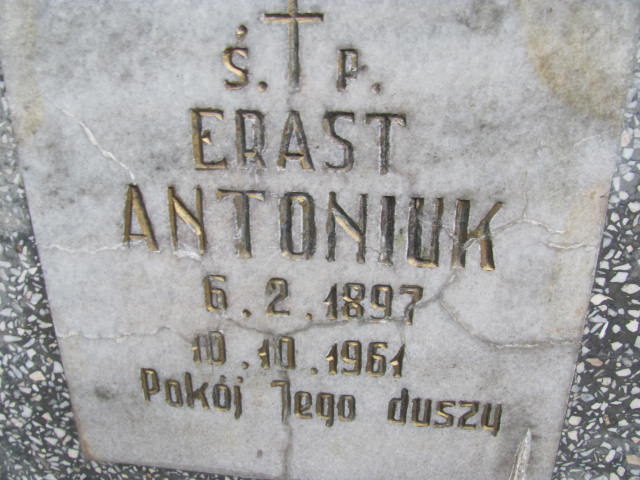 Ś. P.
ERAST
ANTONIUK
6.2.1897
10.10.1961
Pokój Jego duszy